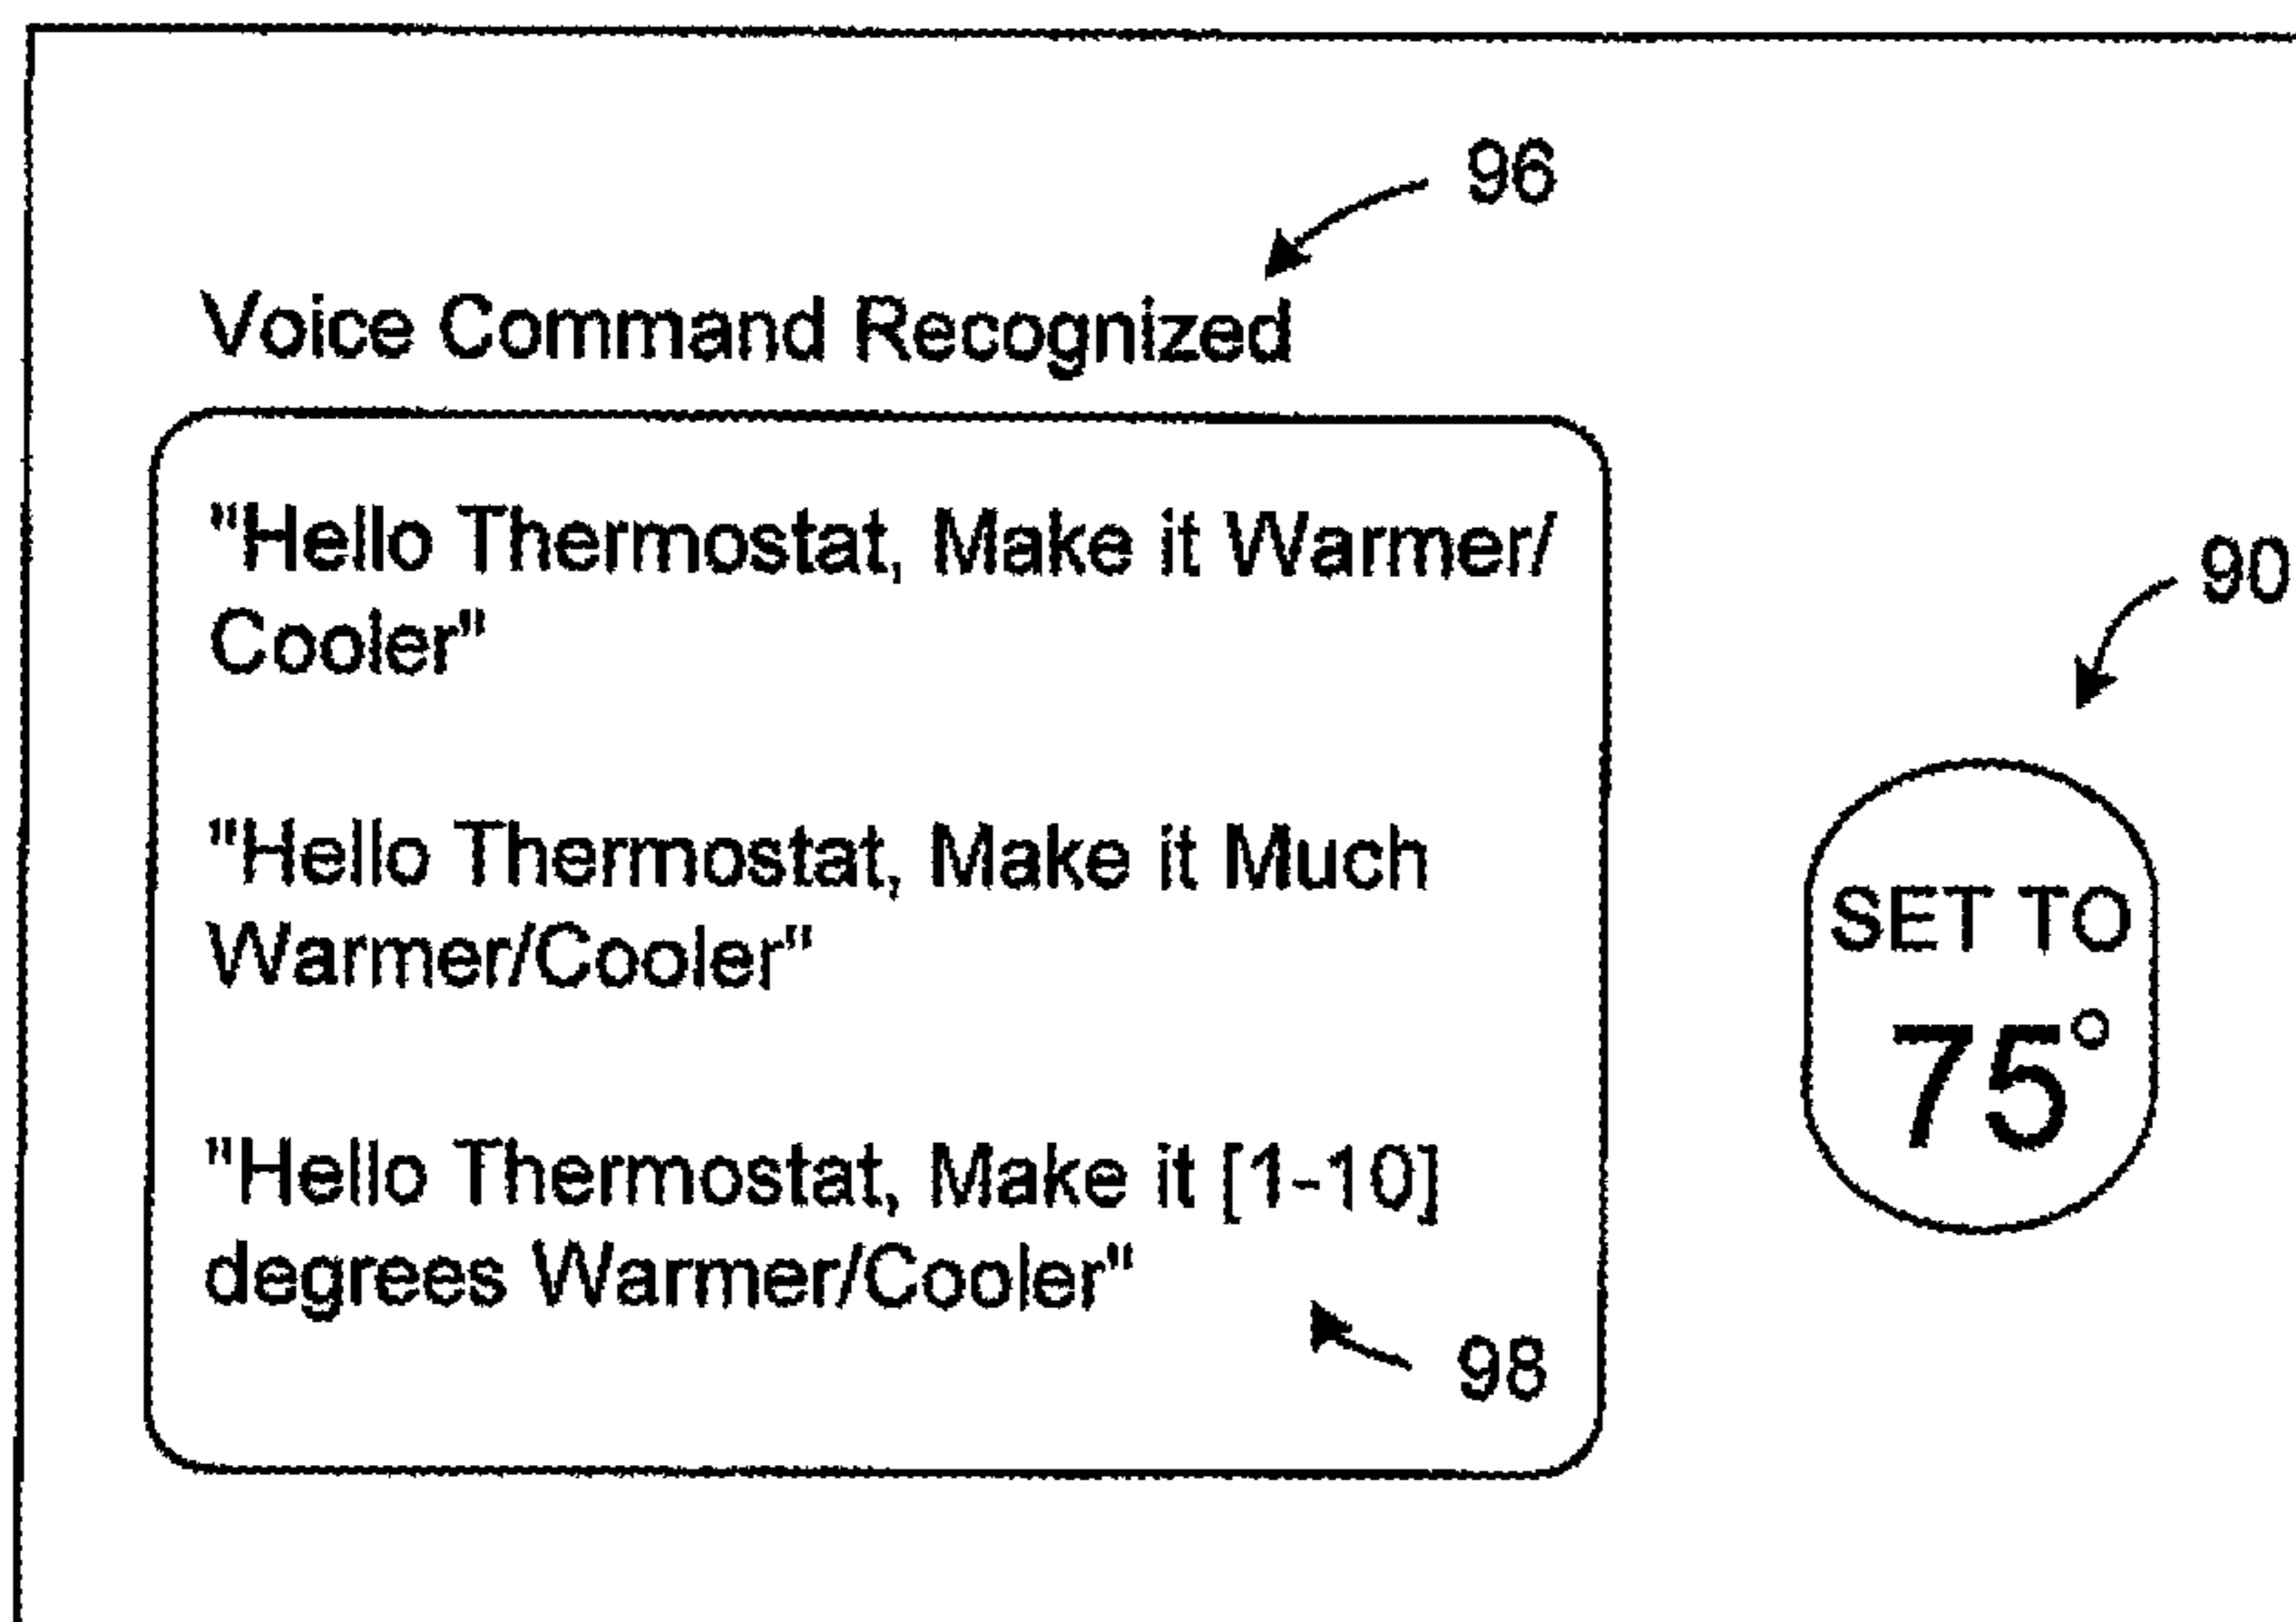 96
Voice Command Recognized
"Hello Thermostat, Make it Warmer/
Cooler"
"Hello Thermostat, Make it Much
Warmer/Cooler"
"Hello Thermostat, Make it [1-10]
degrees Warmer/Cooler"
98
90
SET TO
75°